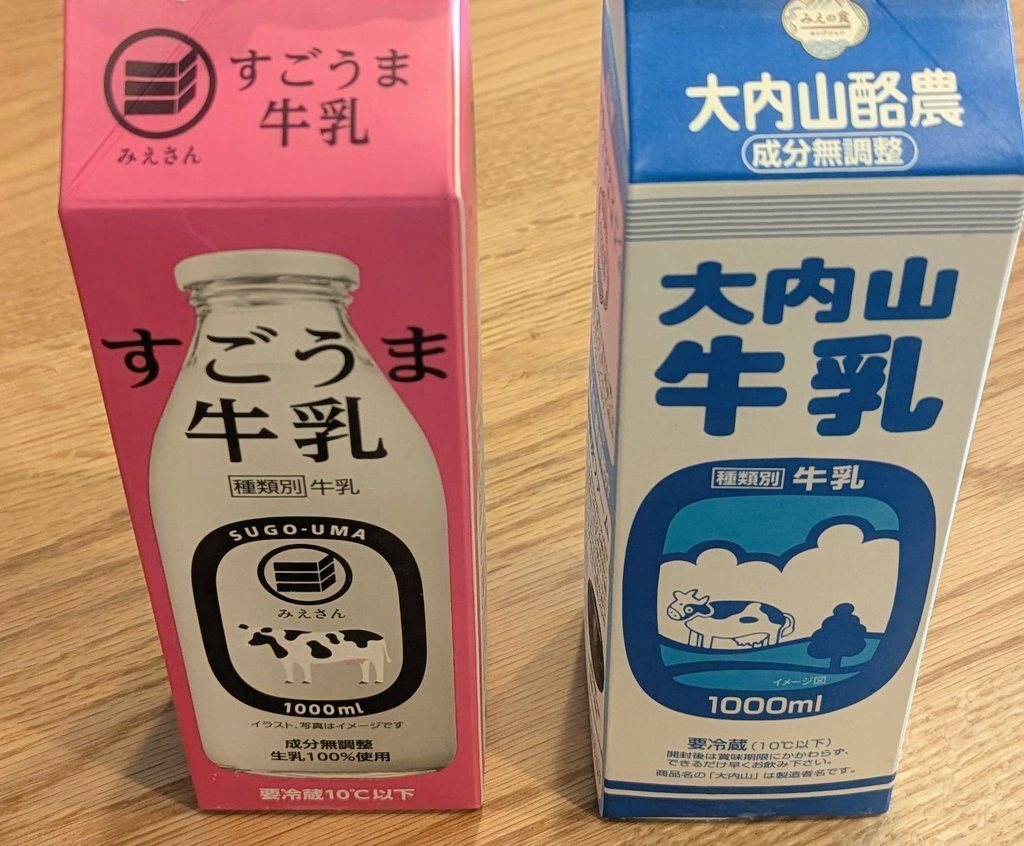 みえさん
すごうま
牛乳
すごうま
牛乳
種類別 牛乳
SUGO-UMA
みえさん
1000ml
イラスト、写真はイメージです
成分無調整
生乳100%使用
要冷蔵10℃以下
みえの食
大内山酪農
成分無調整
大内山
牛乳
種類別 牛乳
イメージ図
1000ml
要冷蔵(10℃以下)
開封後は賞味期限にかかわらず、
できるだけ早くお飲み下さい。
商品名の「大内山」は製造者名です。